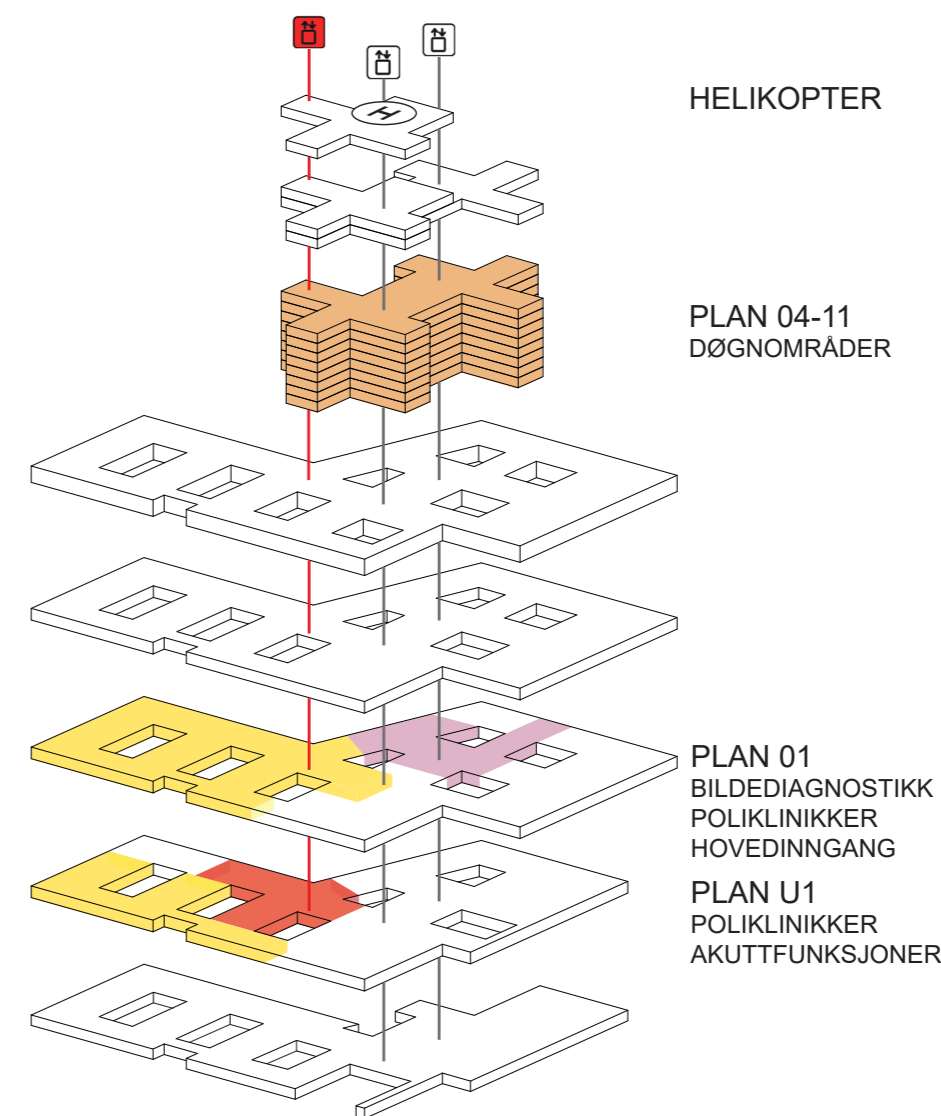 HELIKOPTER
H
PLAN 04-11
DØGNOMRÅDER
PLAN 01
BILDEDIAGNOSTIKK
POLIKLINIKKER
HOVEDINNGANG
PLAN U1
POLIKLINIKKER
AKUTTFUNKSJONER